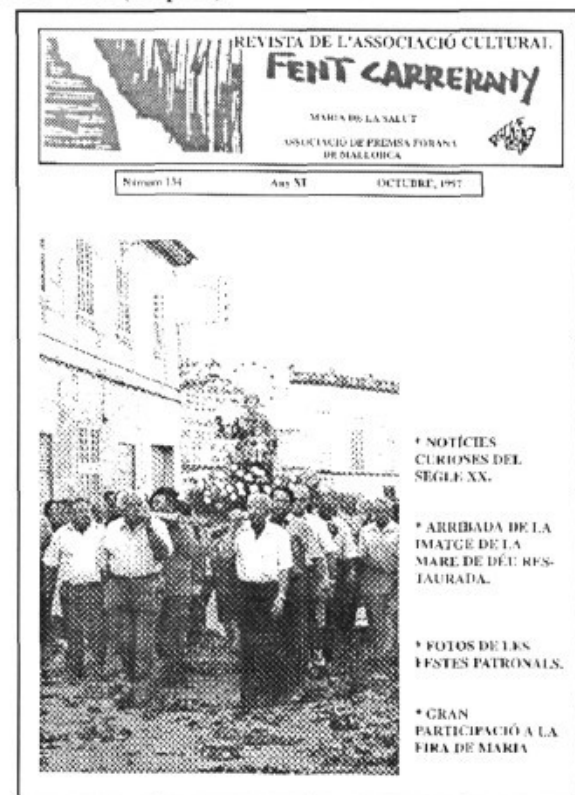 REVISTA DE L'ASSOCIACIÓ CULTURAL
FENT CARRERANY
MARIA DE LA SALUT
ASSOCIACIÓ DE PREMSA FORANA
DE MALLORCA
Número 134 Any XI OCTUBRE, 1997
* NOTÍCIES
CURIOSES DEL
SEGLE XX.
* ARRIBADA DE LA
IMATGE DE LA
MARE DE DÉU RES-
TAURADA.
* FOTOS DE LES
FESTES PATRONALS.
* GRAN
PARTICIPACIÓ A LA
FIRA DE MARIA